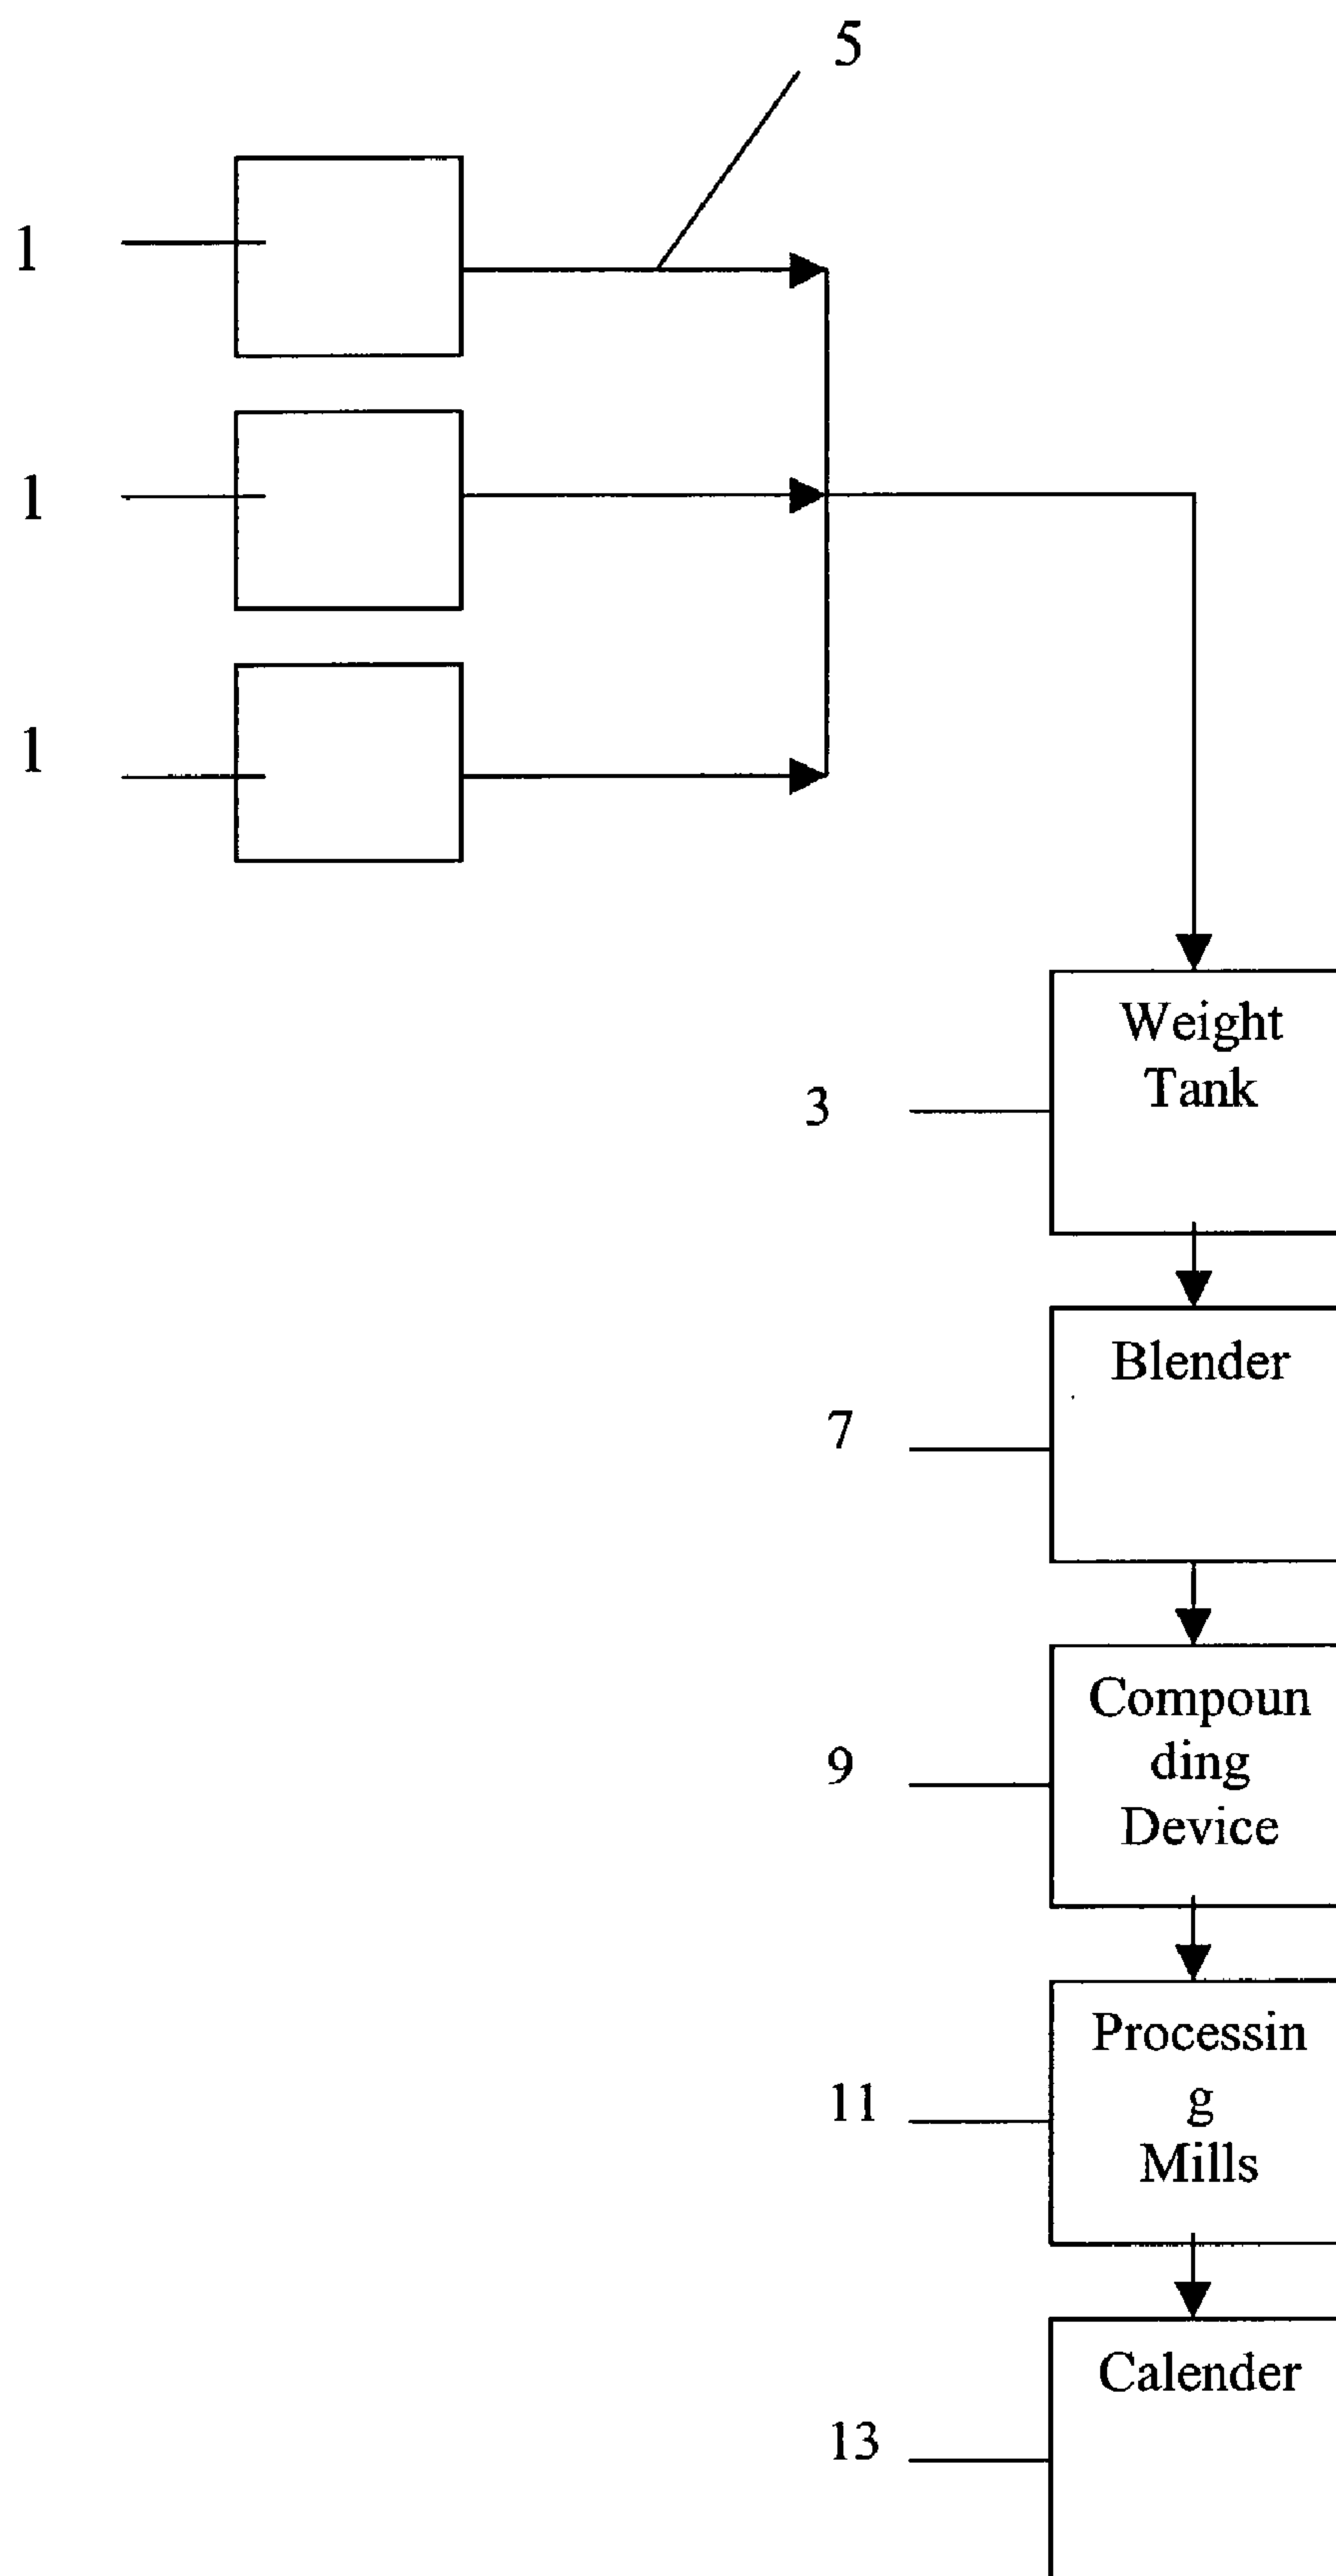 5
1
1
1
Weight
Tank
3
Blender
7
Compoun
ding
Device
9
Processin
g
Mills
11
Calender
13